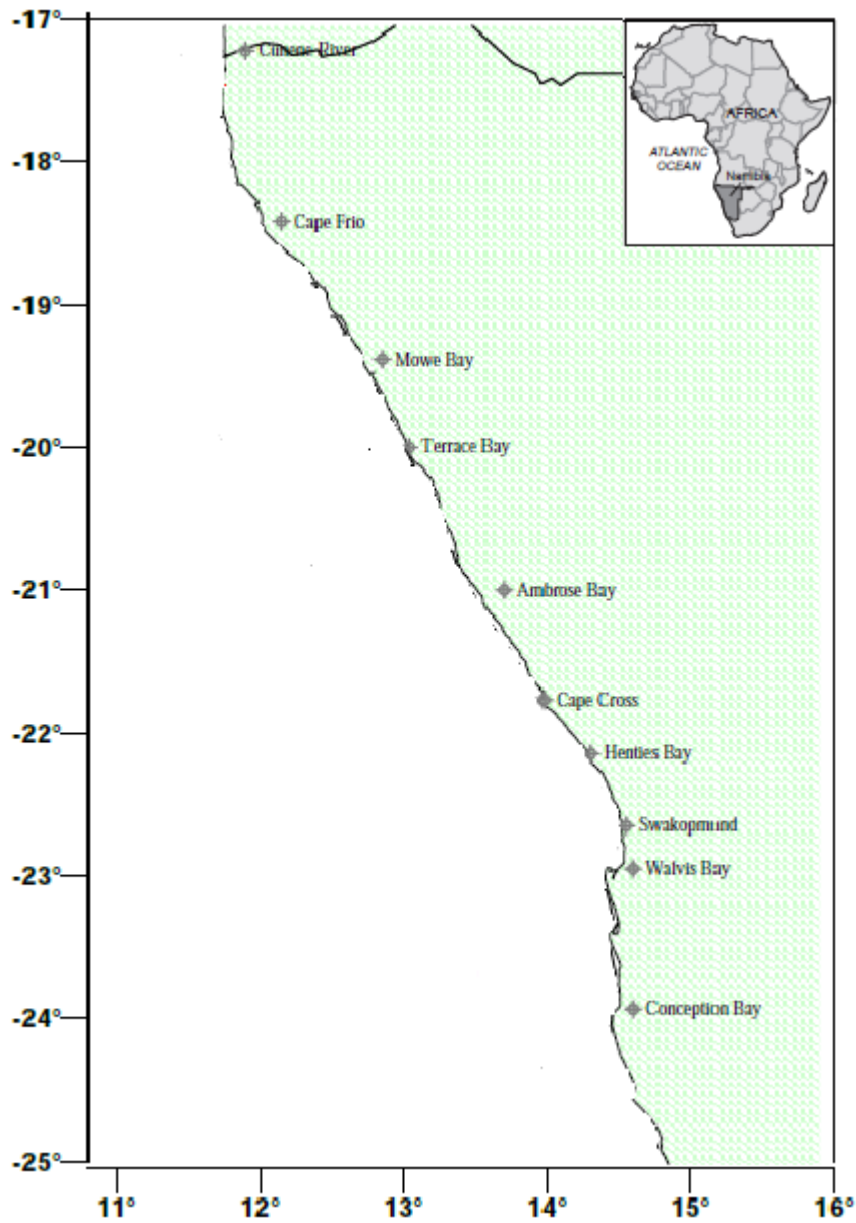 -17°
Cunene River
AFRICA
ATLANTIC
OCEAN
Namibia
-18°
Cape Frio
-19°
Mowe Bay
-20°
Terrace Bay
-21°
Ambrose Bay
Cape Cross
-22°
Henties Bay
Swakopmund
-23°
Walvis Bay
-24°
Conception Bay
-25°
11° 12° 13° 14° 15° 16°